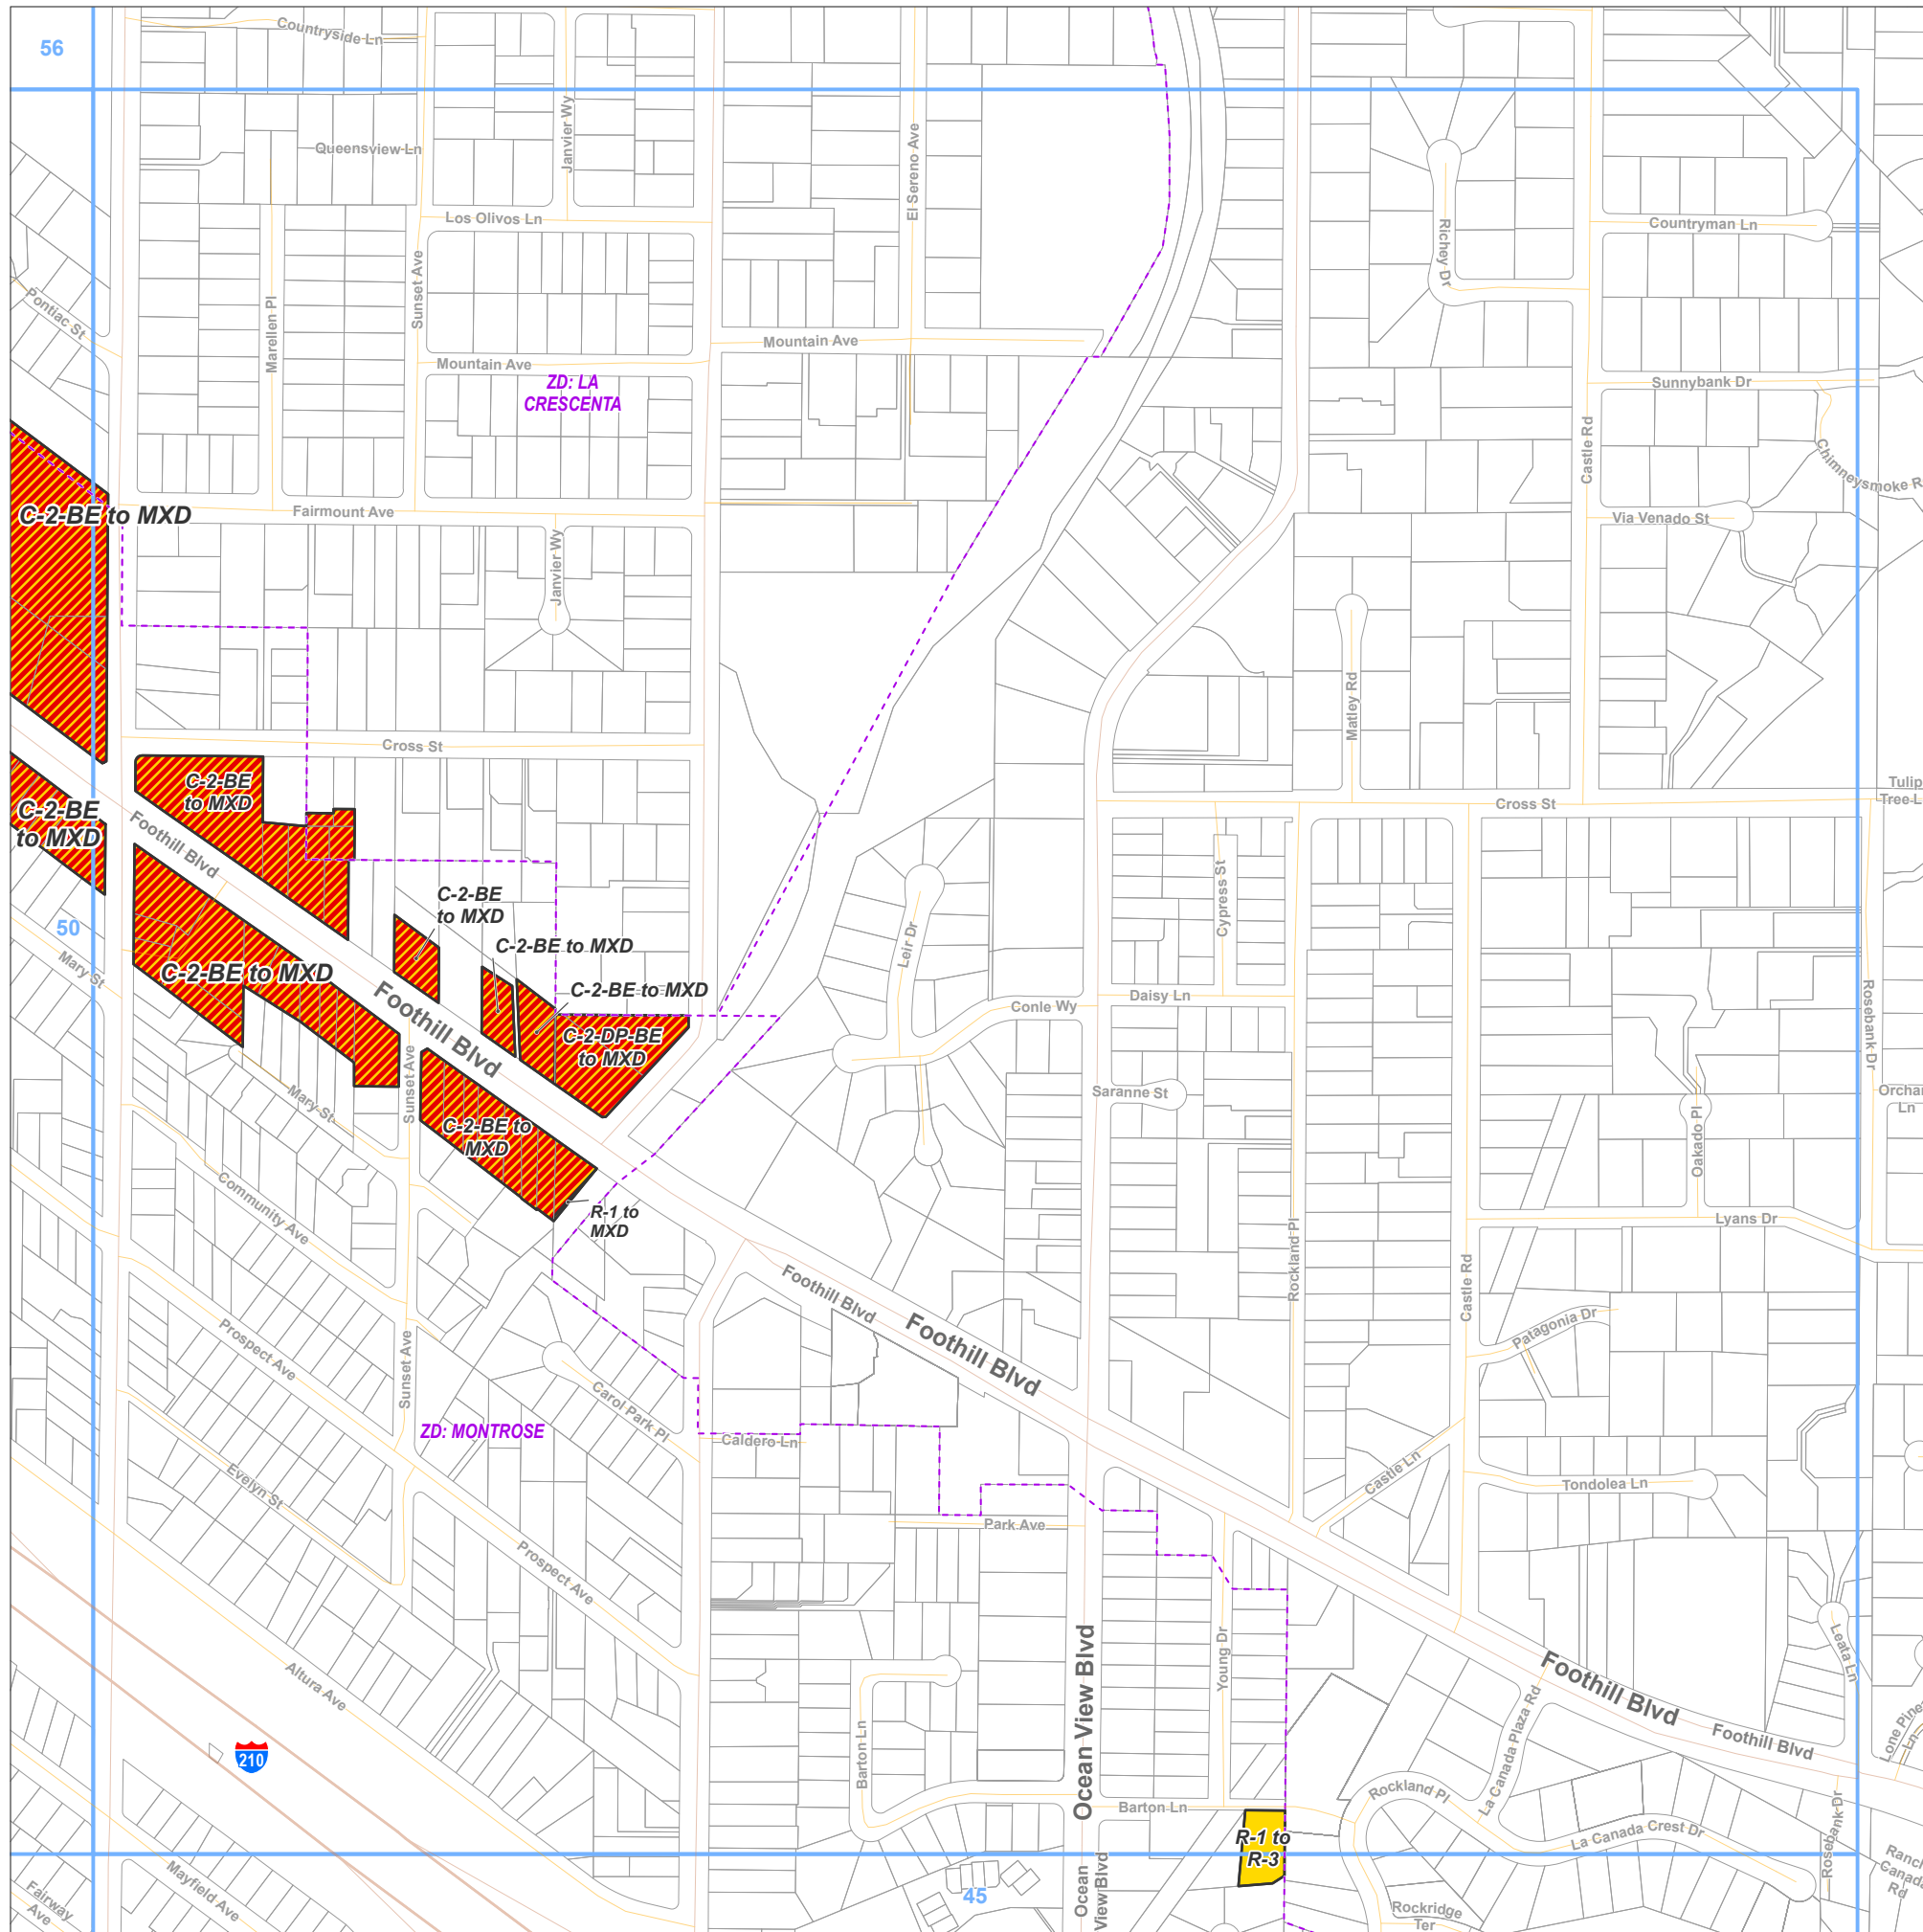 Countryside Ln
56
Janvier Wy
Queensview Ln
El Sereno Ave
Los Olivos Ln
Richey Dr
Countryman Ln
Sunset Ave
Pontiac St
Marellen Pl
Mountain Ave
Mountain Ave
ZD: LA
CRESCENTA
Sunnybank Dr
Castle Rd
Chimneysmoke R
C-2-BE to MXD
Fairmount Ave
Via Venado St
Janvier Wy
Matley Rd
Cross St
C-2-BE
to MXD
Tulip
Tree L
Cross St
C-2-BE
to MXD
Foothill Blvd
C-2-BE
to MXD
Cypress St
50
Leir Dr
C-2-BE to MXD
Mary St
C-2-BE to MXD
C-2-BE to MXD
Daisy Ln
Conle Wy
Foothill Blvd
Rosebank Dr
C-2-DP-BE
to MXD
Sunset Ave
Mary St
Saranne St
Orchar
Ln
C-2-BE to
MXD
Oakado Pl
Community Ave
R-1 to
MXD
Lyans Dr
Rockland Pl
Castle Rd
Foothill Blvd
Patagonia Dr
Prospect Ave
Foothill Blvd
Sunset Ave
Carol Park Pl
ZD: MONTROSE
Caldero Ln
Castle Ln
Tondolea Ln
Evelyn St
Park Ave
Prospect Ave
Ocean View Blvd
Young Dr
Leata Ln
Altura Ave
Foothill Blvd
La Canada Plaza Rd
Foothill Blvd
Lone Pine
Ln
210
Barton Ln
Rockland Pl
Barton Ln
La Canada Crest Dr
Rosebank Dr
R-1 to
R-3
Ranch
Canada
Rd
Mayfield Ave
Fairway
Ave
45
Ocean
View Blvd
Rockridge
Ter